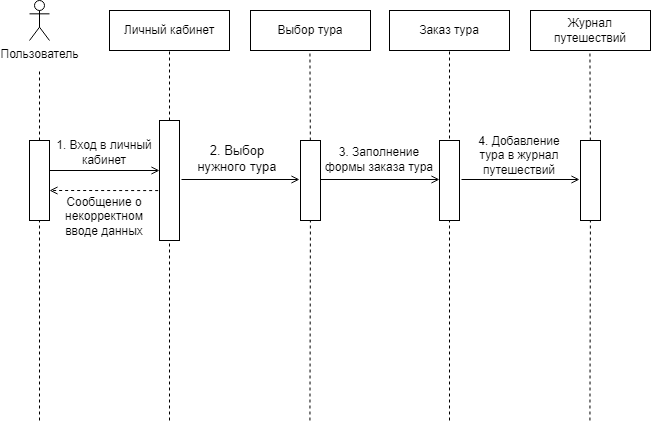 Пользователь
Личный кабинет
Выбор тура
Заказ тура
Журнал
путешествий
1. Вход в личный
кабинет
Сообщение о
некорректном
вводе данных
2. Выбор
нужного тура
3. Заполнение
формы заказа тура
4. Добавление
тура в журнал
путешествий